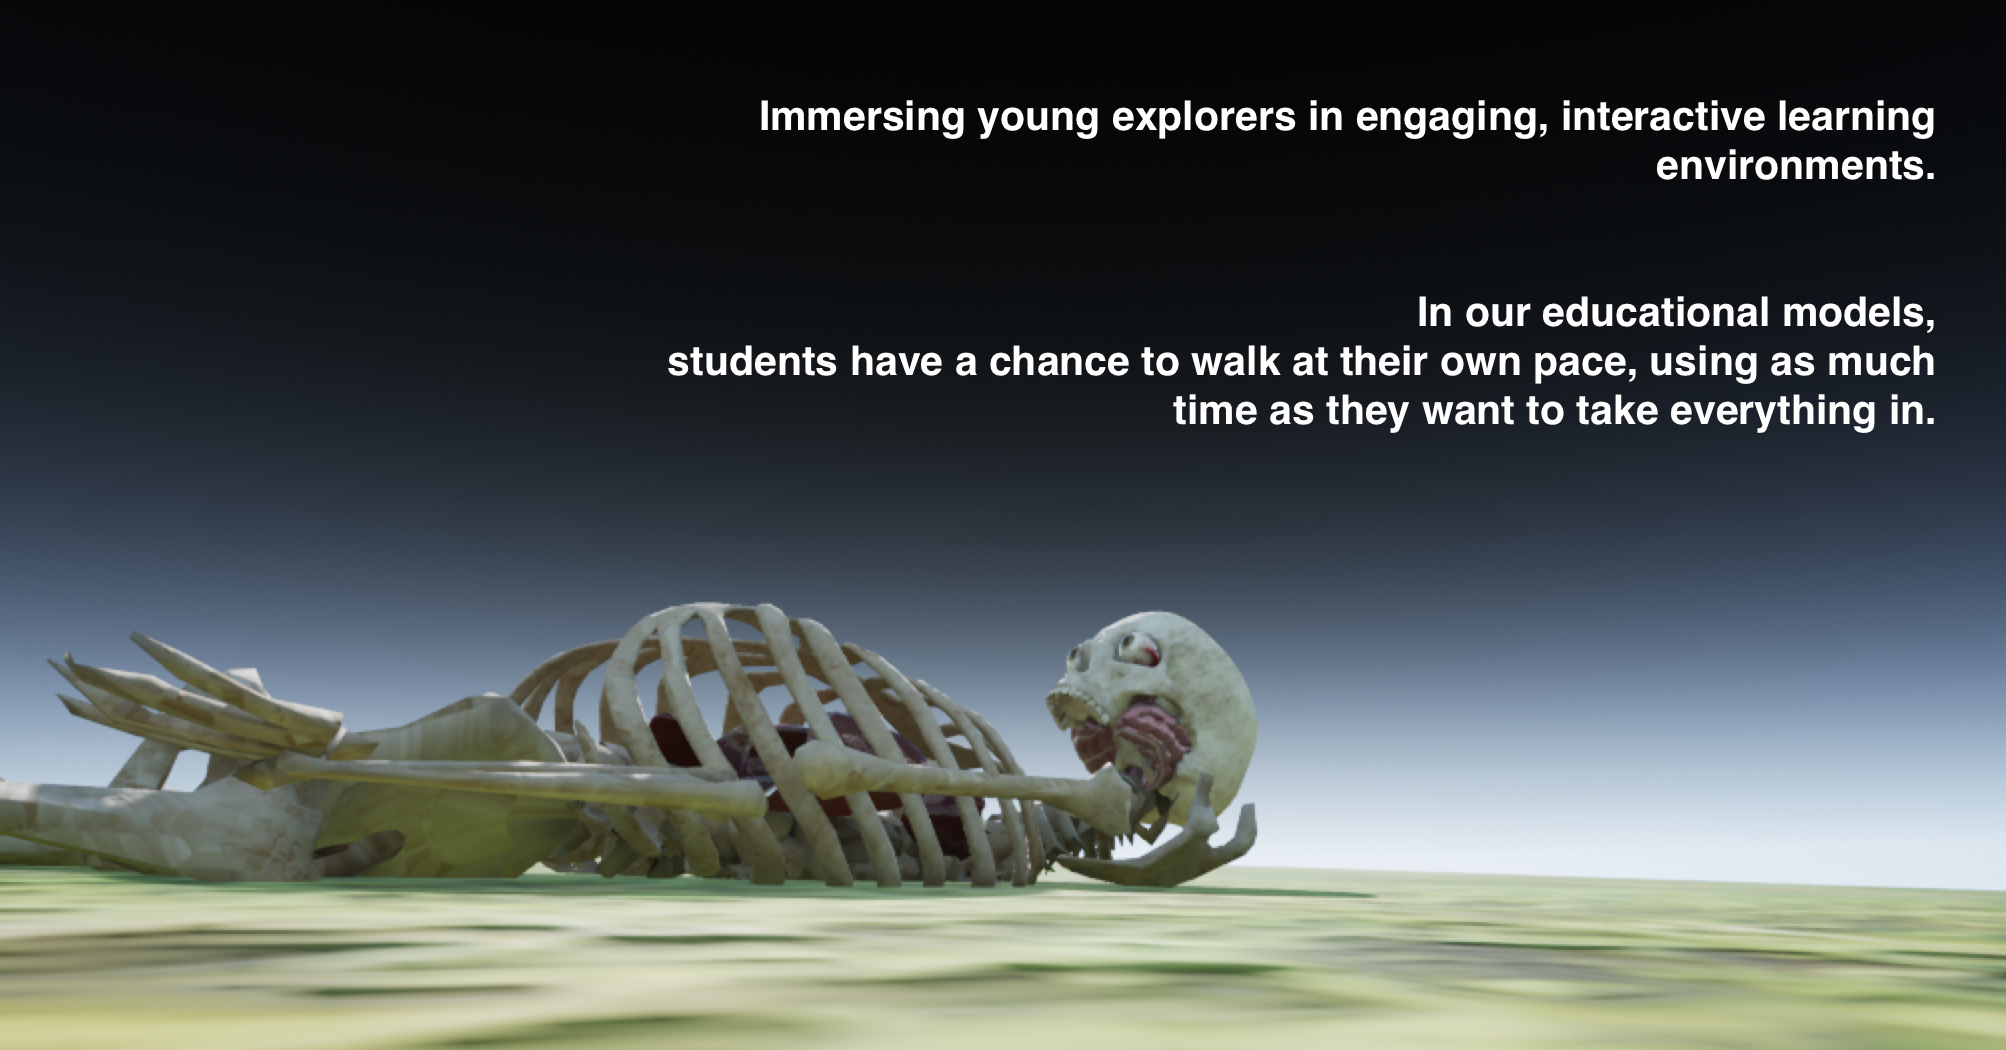 Immersing young explorers in engaging, interactive learning
environments.
In our educational models,
students have a chance to walk at their own pace, using as much
time as they want to take everything in.